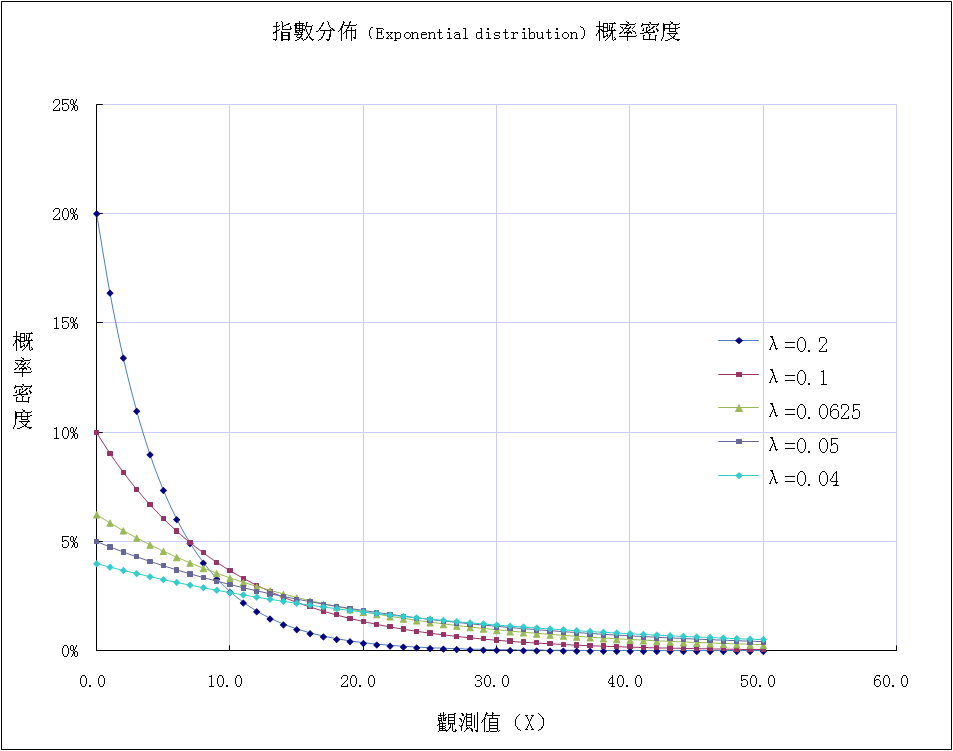 指數分佈（Exponential distribution）概率密度
25%
20%
15%
10%
5%
0%
概率密度
λ=0.2
λ=0.1
λ=0.0625
λ=0.05
λ=0.04
0.0 10.0 20.0 30.0 40.0 50.0 60.0
觀測值（X）